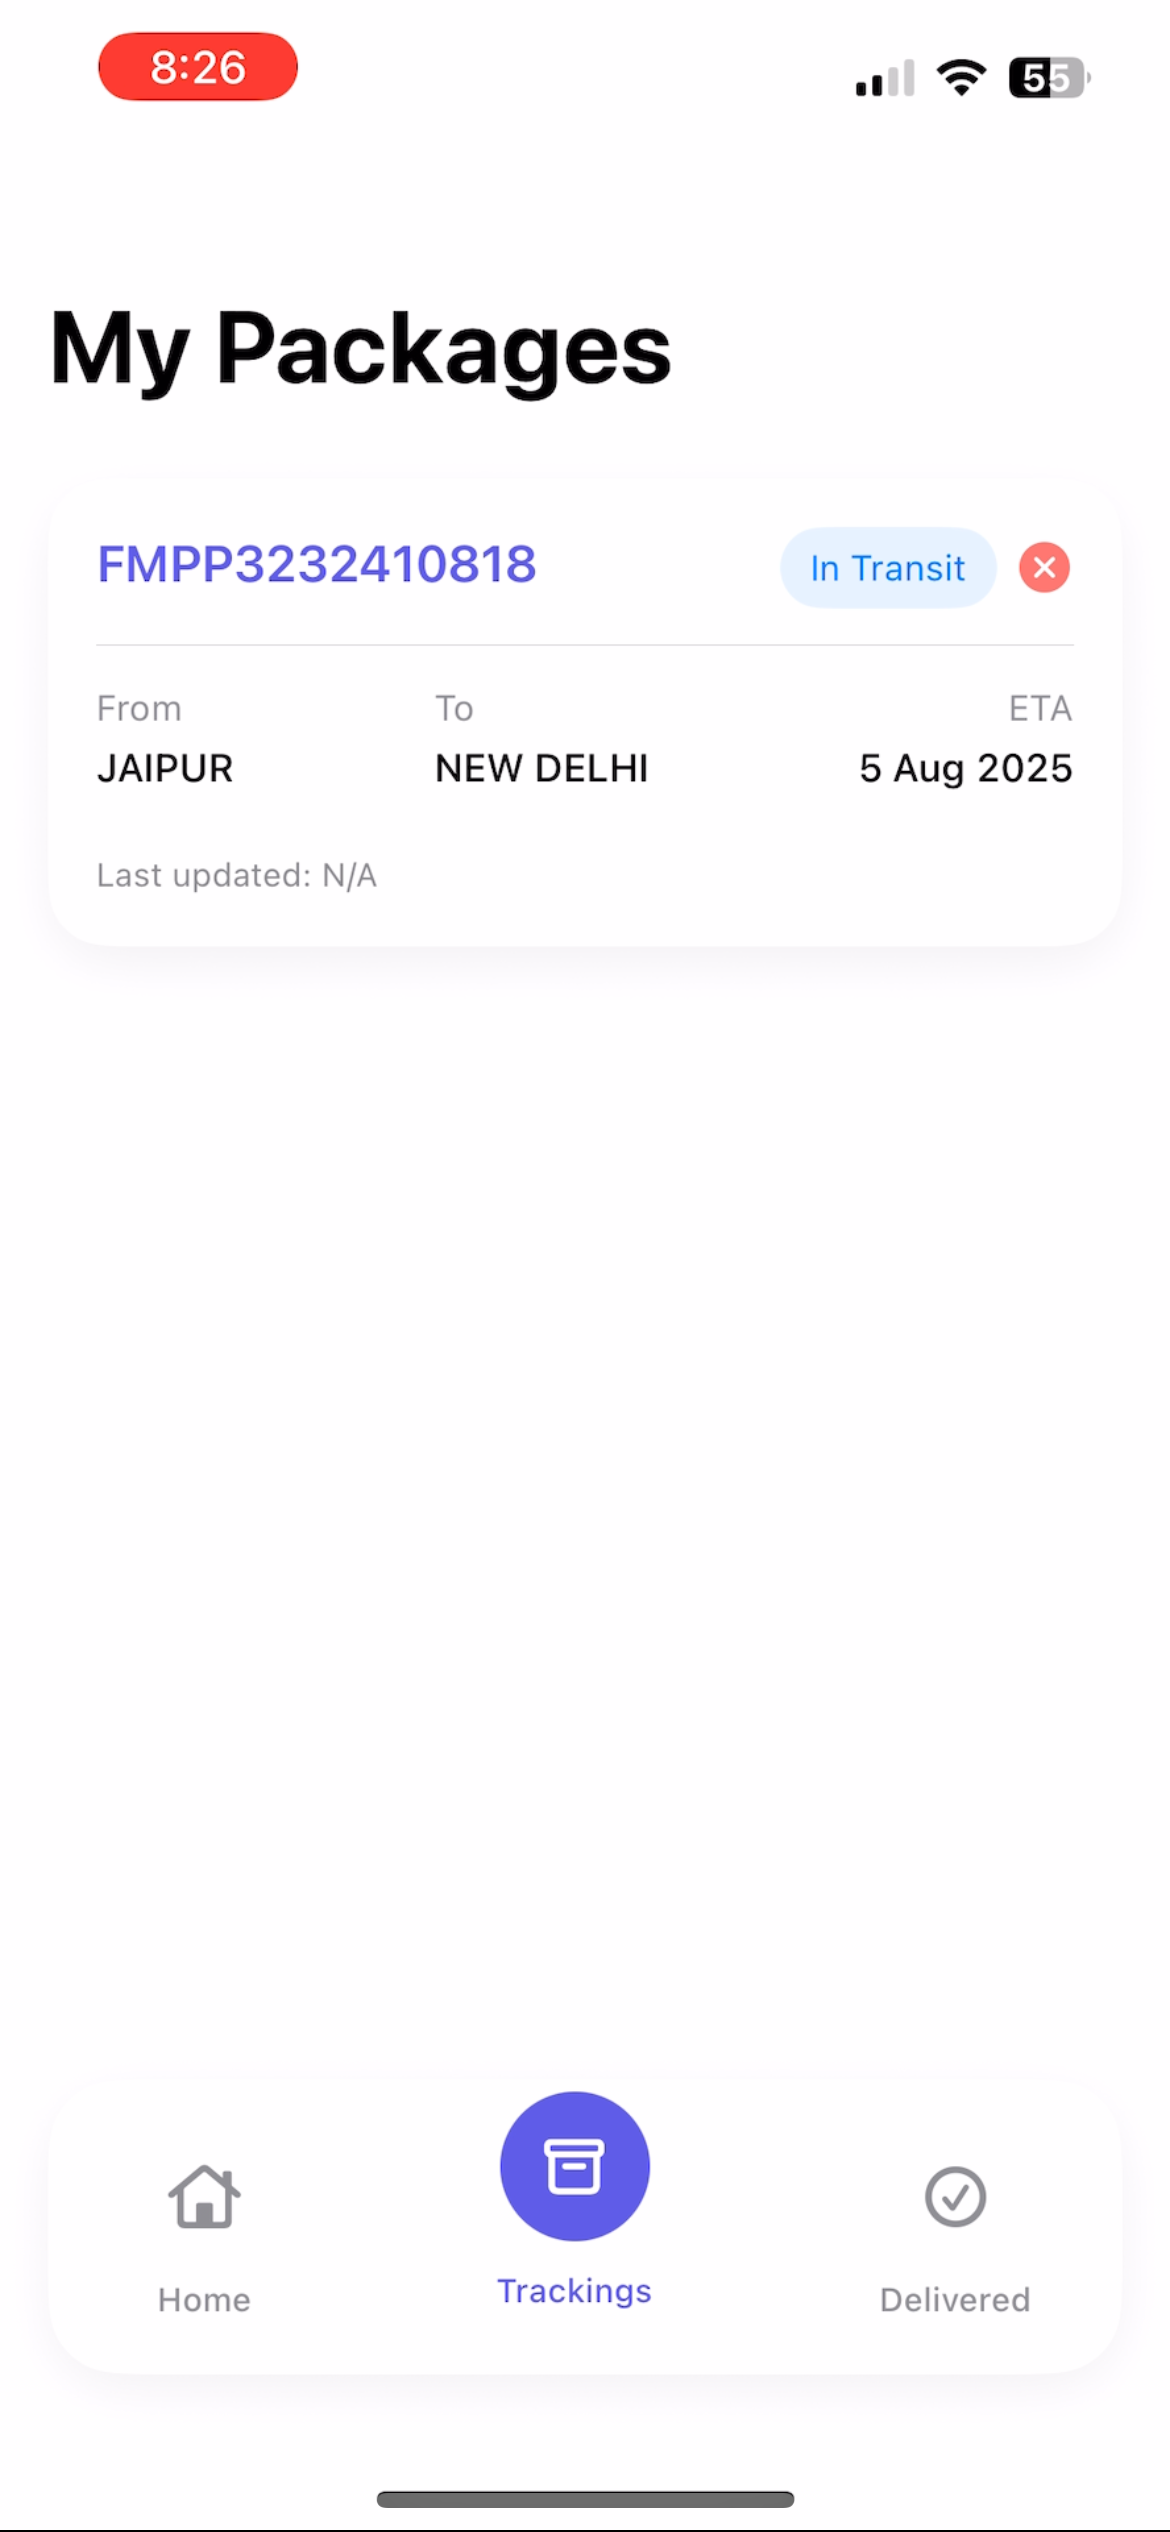 8:26
55
My Packages
FMPP3232410818 In Transit
From To ETA
JAIPUR NEW DELHI 5 Aug 2025
Last updated: N/A
Home Trackings Delivered